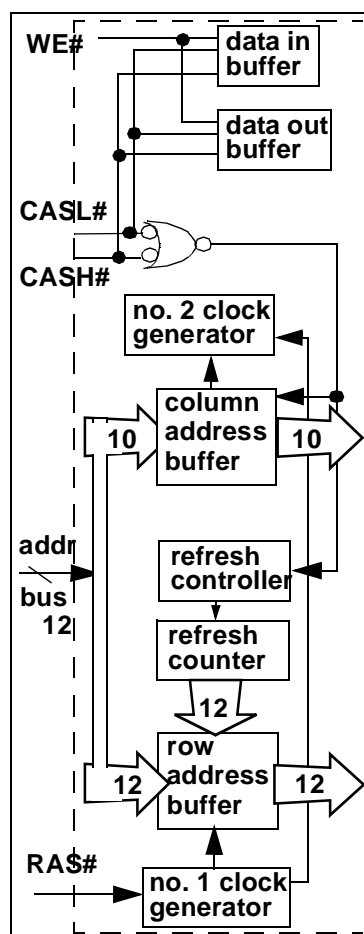 WE#
data in
buffer
data out
buffer
CASL#
CASH#
no. 2 clock
generator
column
address
buffer
10
10
addr
bus
12
refresh
controller
refresh
counter
12
row
address
buffer
12
12
RAS#
no. 1 clock
generator